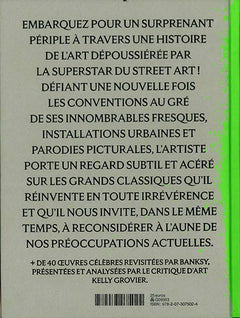 EMBARQUEZ POUR UN SURPRENANT
PÉRIPLE À TRAVERS UNE HISTOIRE
DE L'ART DÉPOUSSIÉRÉE PAR
LA SUPERSTAR DU STREET ART !
DÉFIANT UNE NOUVELLE FOIS
LES CONVENTIONS AU GRÉ
DE SES INNOMBRABLES FRESQUES,
INSTALLATIONS URBAINES ET
PARODIES PICTURALES, L'ARTISTE
PORTE UN REGARD SUBTIL ET ACÉRÉ
SUR LES GRANDS CLASSIQUES QU'IL
RÉINVENTE EN TOUTE IRRÉVÉRENCE
ET QU'IL NOUS INVITE, DANS LE MÊME
TEMPS, À RECONSIDÉRER À L'AUNE DE
NOS PRÉOCCUPATIONS ACTUELLES.
+ DE 40 ŒUVRES CÉLÈBRES REVISITÉES PAR BANKSY,
PRÉSENTÉES ET ANALYSÉES PAR LE CRITIQUE D'ART
KELLY GROVIER.